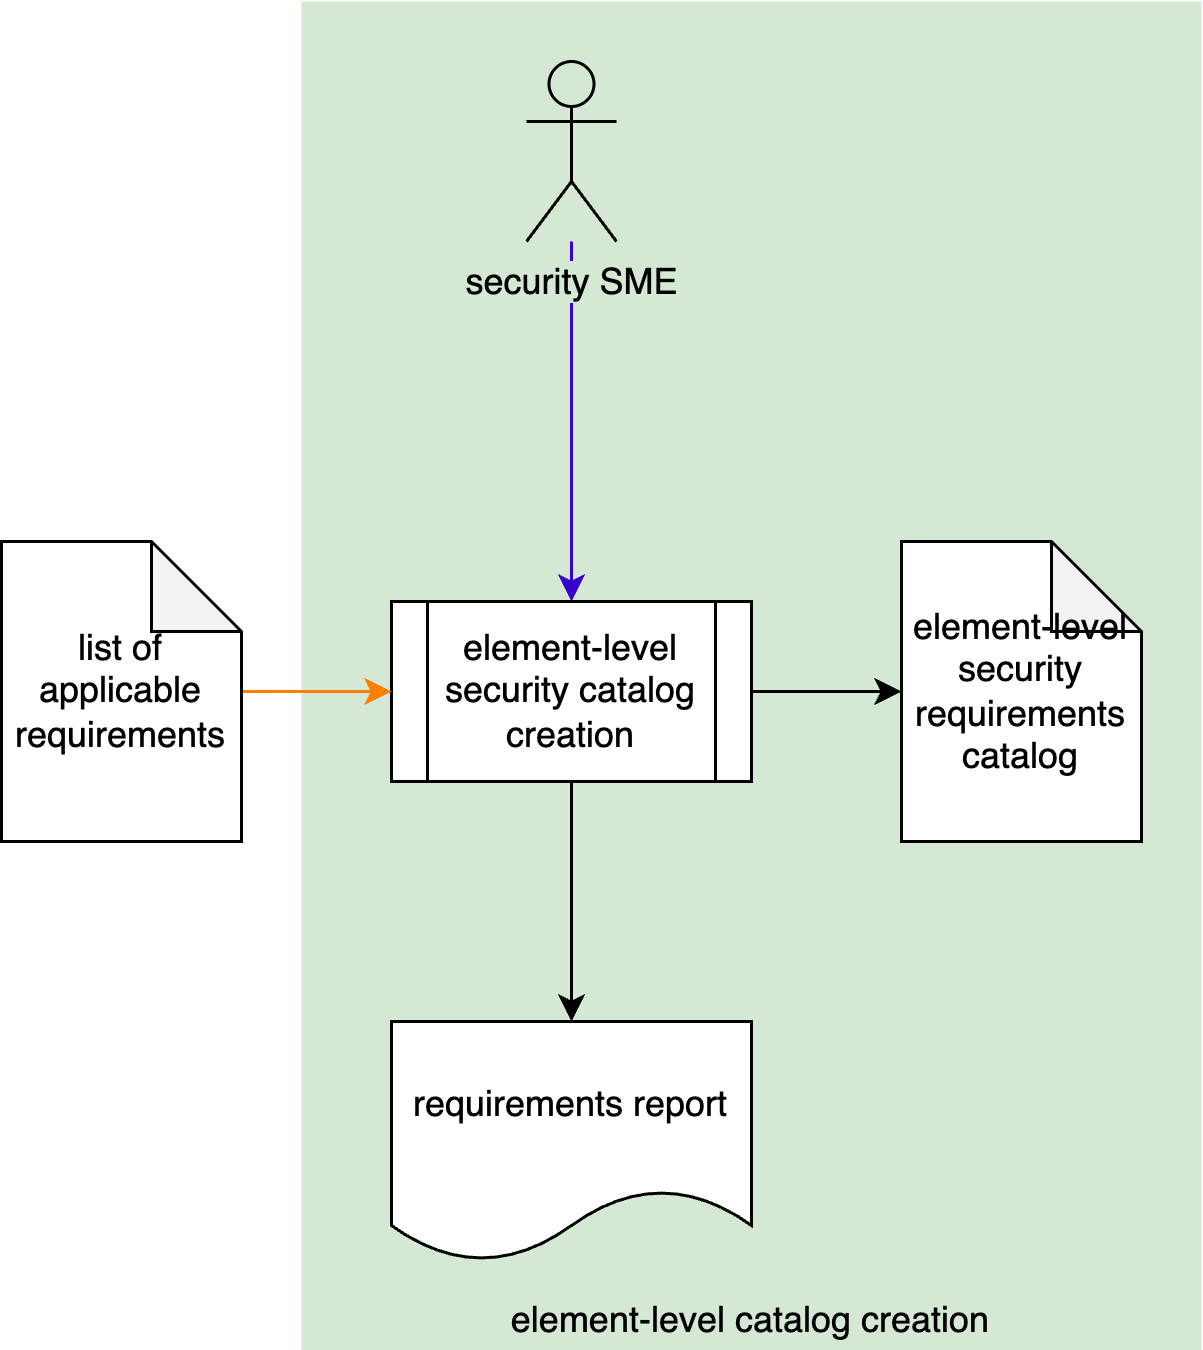 security SME
list of
applicable
requirements
element-level
security catalog
creation
element-level
security
requirements
catalog
requirements report
element-level catalog creation